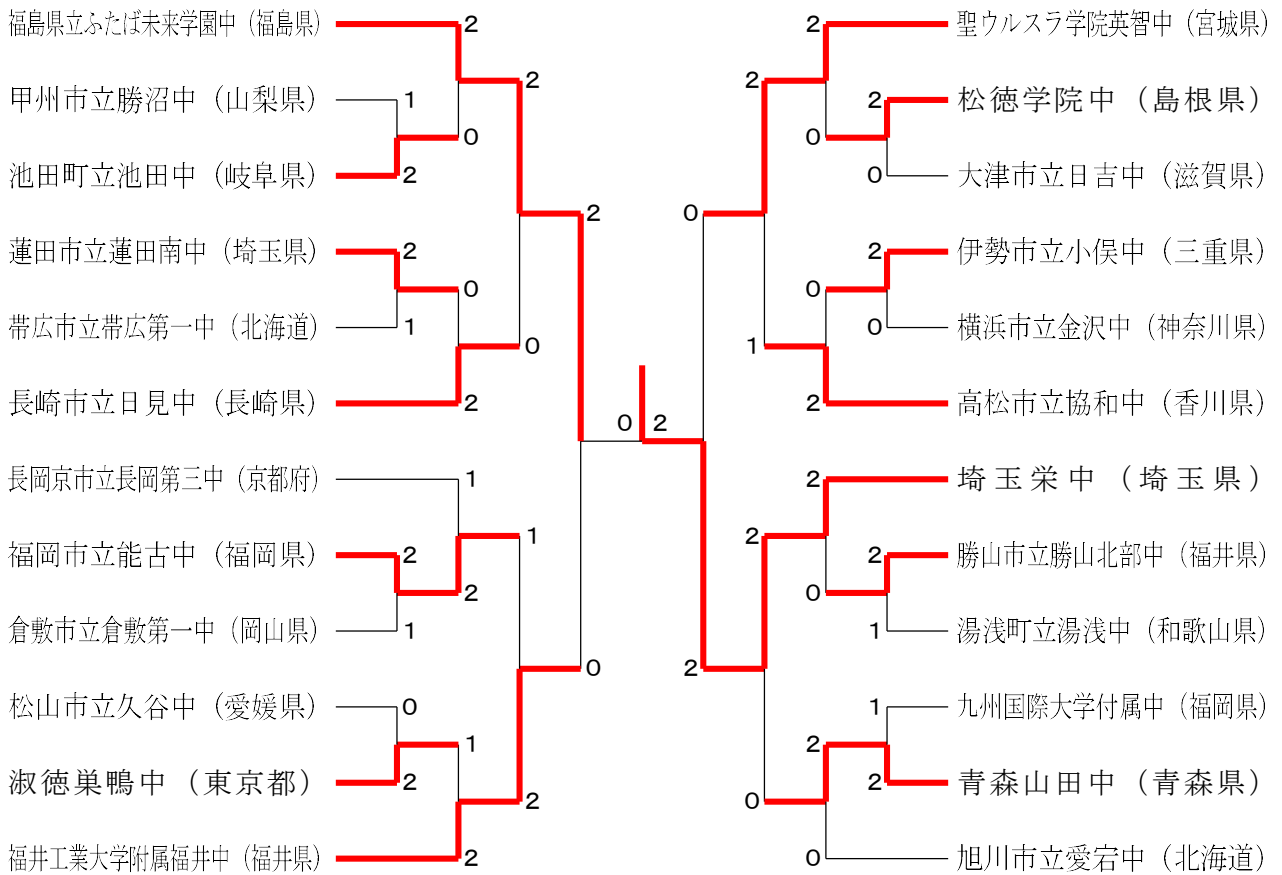 福島県立ふたば未来学園中（福島県）
甲州市立勝沼中（山梨県）
池田町立池田中（岐阜県）
蓮田市立蓮田南中（埼玉県）
帯広市立帯広第一中（北海道）
長崎市立日見中（長崎県）
長岡京市立長岡第三中（京都府）
福岡市立能古中（福岡県）
倉敷市立倉敷第一中（岡山県）
松山市立久谷中（愛媛県）
淑徳巣鴨中（東京都）
福井工業大学附属福井中（福井県）
2
1
2
2
1
2
1
2
1
0
2
2
0
0
2
1
2
0
1
2
2
0
0 2
0
2
2
1
2
0
0
0
0
2
2
2
0
2
0
2
2
2
1
1
2
0
聖ウルスラ学院英智中（宮城県）
松徳学院中（島根県）
大津市立日吉中（滋賀県）
伊勢市立小俣中（三重県）
横浜市立金沢中（神奈川県）
高松市立協和中（香川県）
埼玉栄中（埼玉県）
勝山市立勝山北部中（福井県）
湯浅町立湯浅中（和歌山県）
九州国際大学付属中（福岡県）
青森山田中（青森県）
旭川市立愛宕中（北海道）